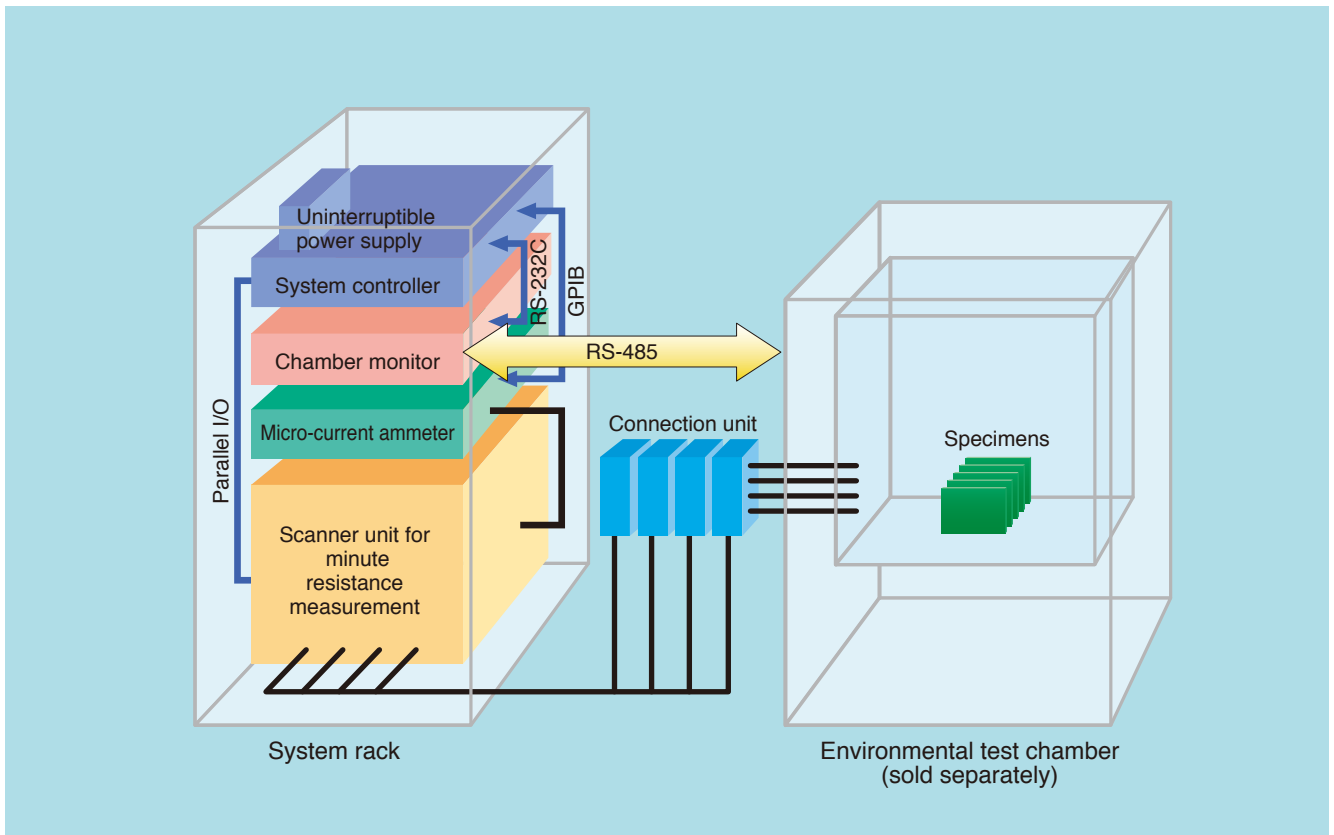 Uninterruptible
power supply
System controller
Chamber monitor
Micro-current ammeter
Scanner unit for
minute
resistance
measurement
Parallel I/O
RS-232C
GPIB
RS-485
Connection unit
Specimens
System rack
Environmental test chamber
(sold separately)